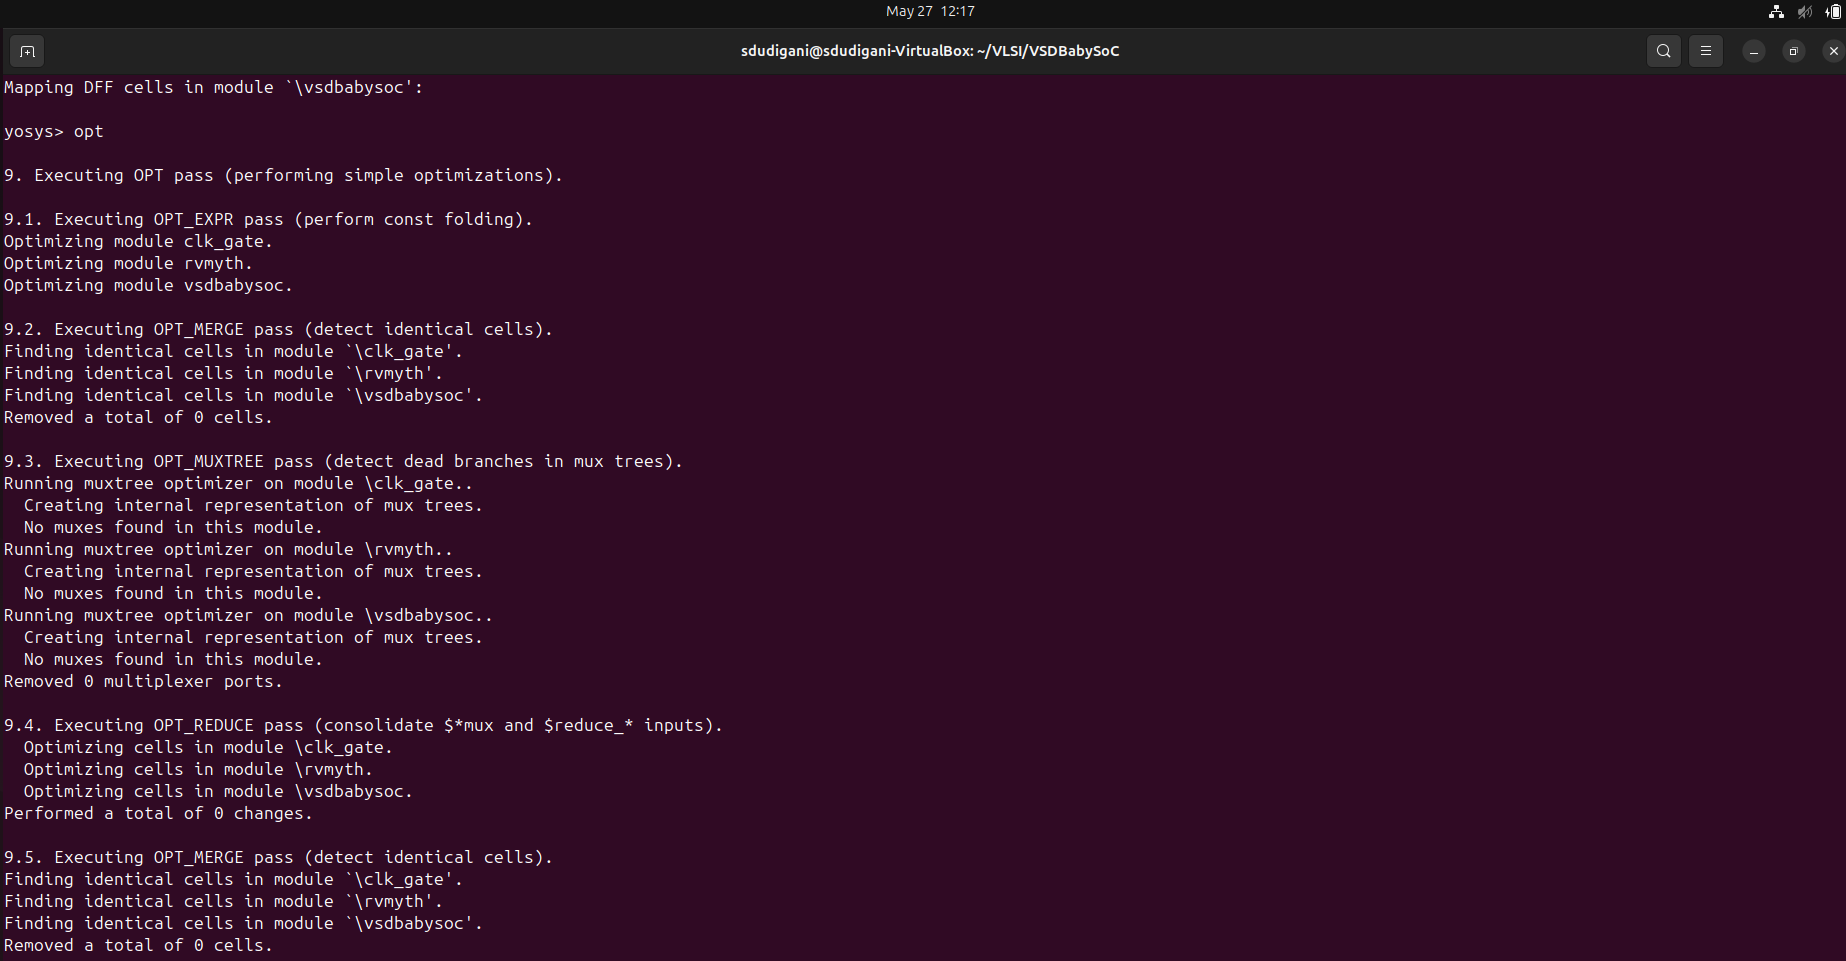 May 27 12:17
sdudigani@sdudigani-VirtualBox: ~/VLSI/VSDBabySoC
Mapping DFF cells in module `\vsdbabysoc':
yosys> opt
9. Executing OPT pass (performing simple optimizations).
9.1. Executing OPT_EXPR pass (perform const folding).
Optimizing module clk_gate.
Optimizing module rvmyth.
Optimizing module vsdbabysoc.
9.2. Executing OPT_MERGE pass (detect identical cells).
Finding identical cells in module `\clk_gate'.
Finding identical cells in module `\rvmyth'.
Finding identical cells in module `\vsdbabysoc'.
Removed a total of 0 cells.
9.3. Executing OPT_MUXTREE pass (detect dead branches in mux trees).
Running muxtree optimizer on module \clk_gate..
  Creating internal representation of mux trees.
  No muxes found in this module.
Running muxtree optimizer on module \rvmyth..
  Creating internal representation of mux trees.
  No muxes found in this module.
Running muxtree optimizer on module \vsdbabysoc..
  Creating internal representation of mux trees.
  No muxes found in this module.
Removed 0 multiplexer ports.
9.4. Executing OPT_REDUCE pass (consolidate $*mux and $reduce_* inputs).
  Optimizing cells in module \clk_gate.
  Optimizing cells in module \rvmyth.
  Optimizing cells in module \vsdbabysoc.
Performed a total of 0 changes.
9.5. Executing OPT_MERGE pass (detect identical cells).
Finding identical cells in module `\clk_gate'.
Finding identical cells in module `\rvmyth'.
Finding identical cells in module `\vsdbabysoc'.
Removed a total of 0 cells.